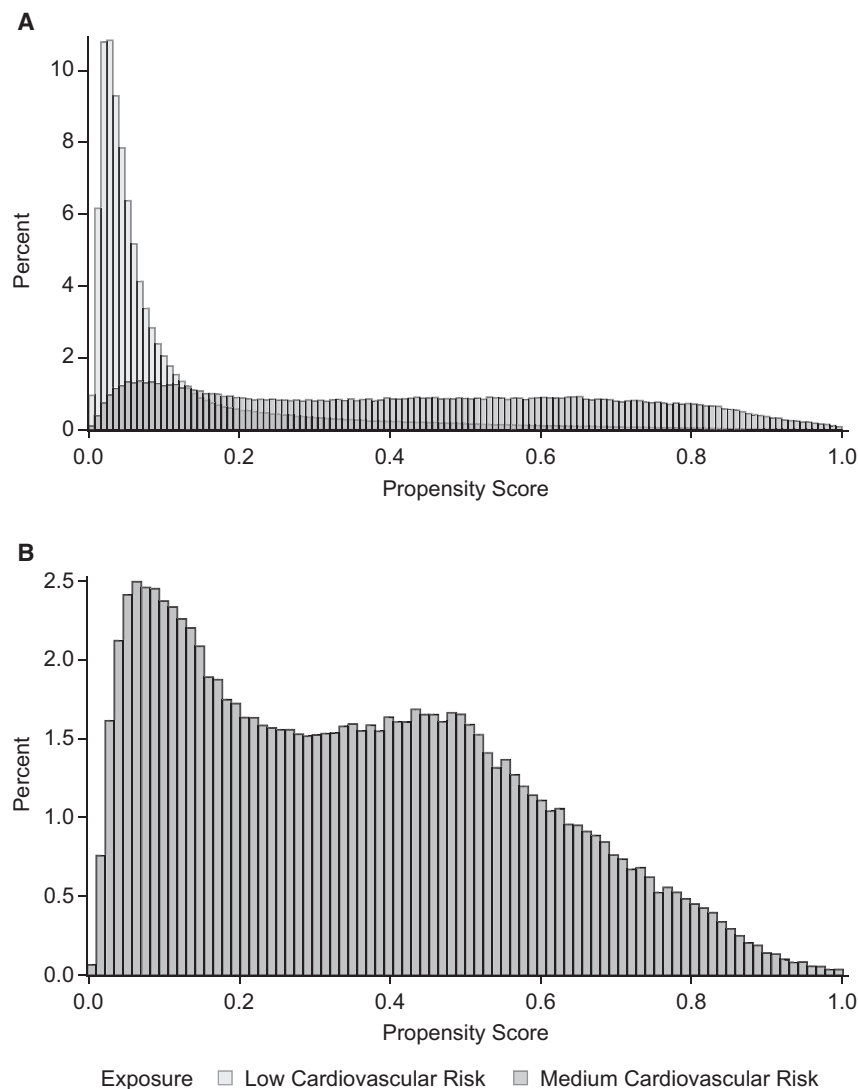 A
10
8
6
4
2
0
Percent
0.0 0.2 0.4 0.6 0.8 1.0
Propensity Score
B
2.5
2.0
1.5
1.0
0.5
0.0
Percent
0.0 0.2 0.4 0.6 0.8 1.0
Propensity Score
Exposure Low Cardiovascular Risk Medium Cardiovascular Risk